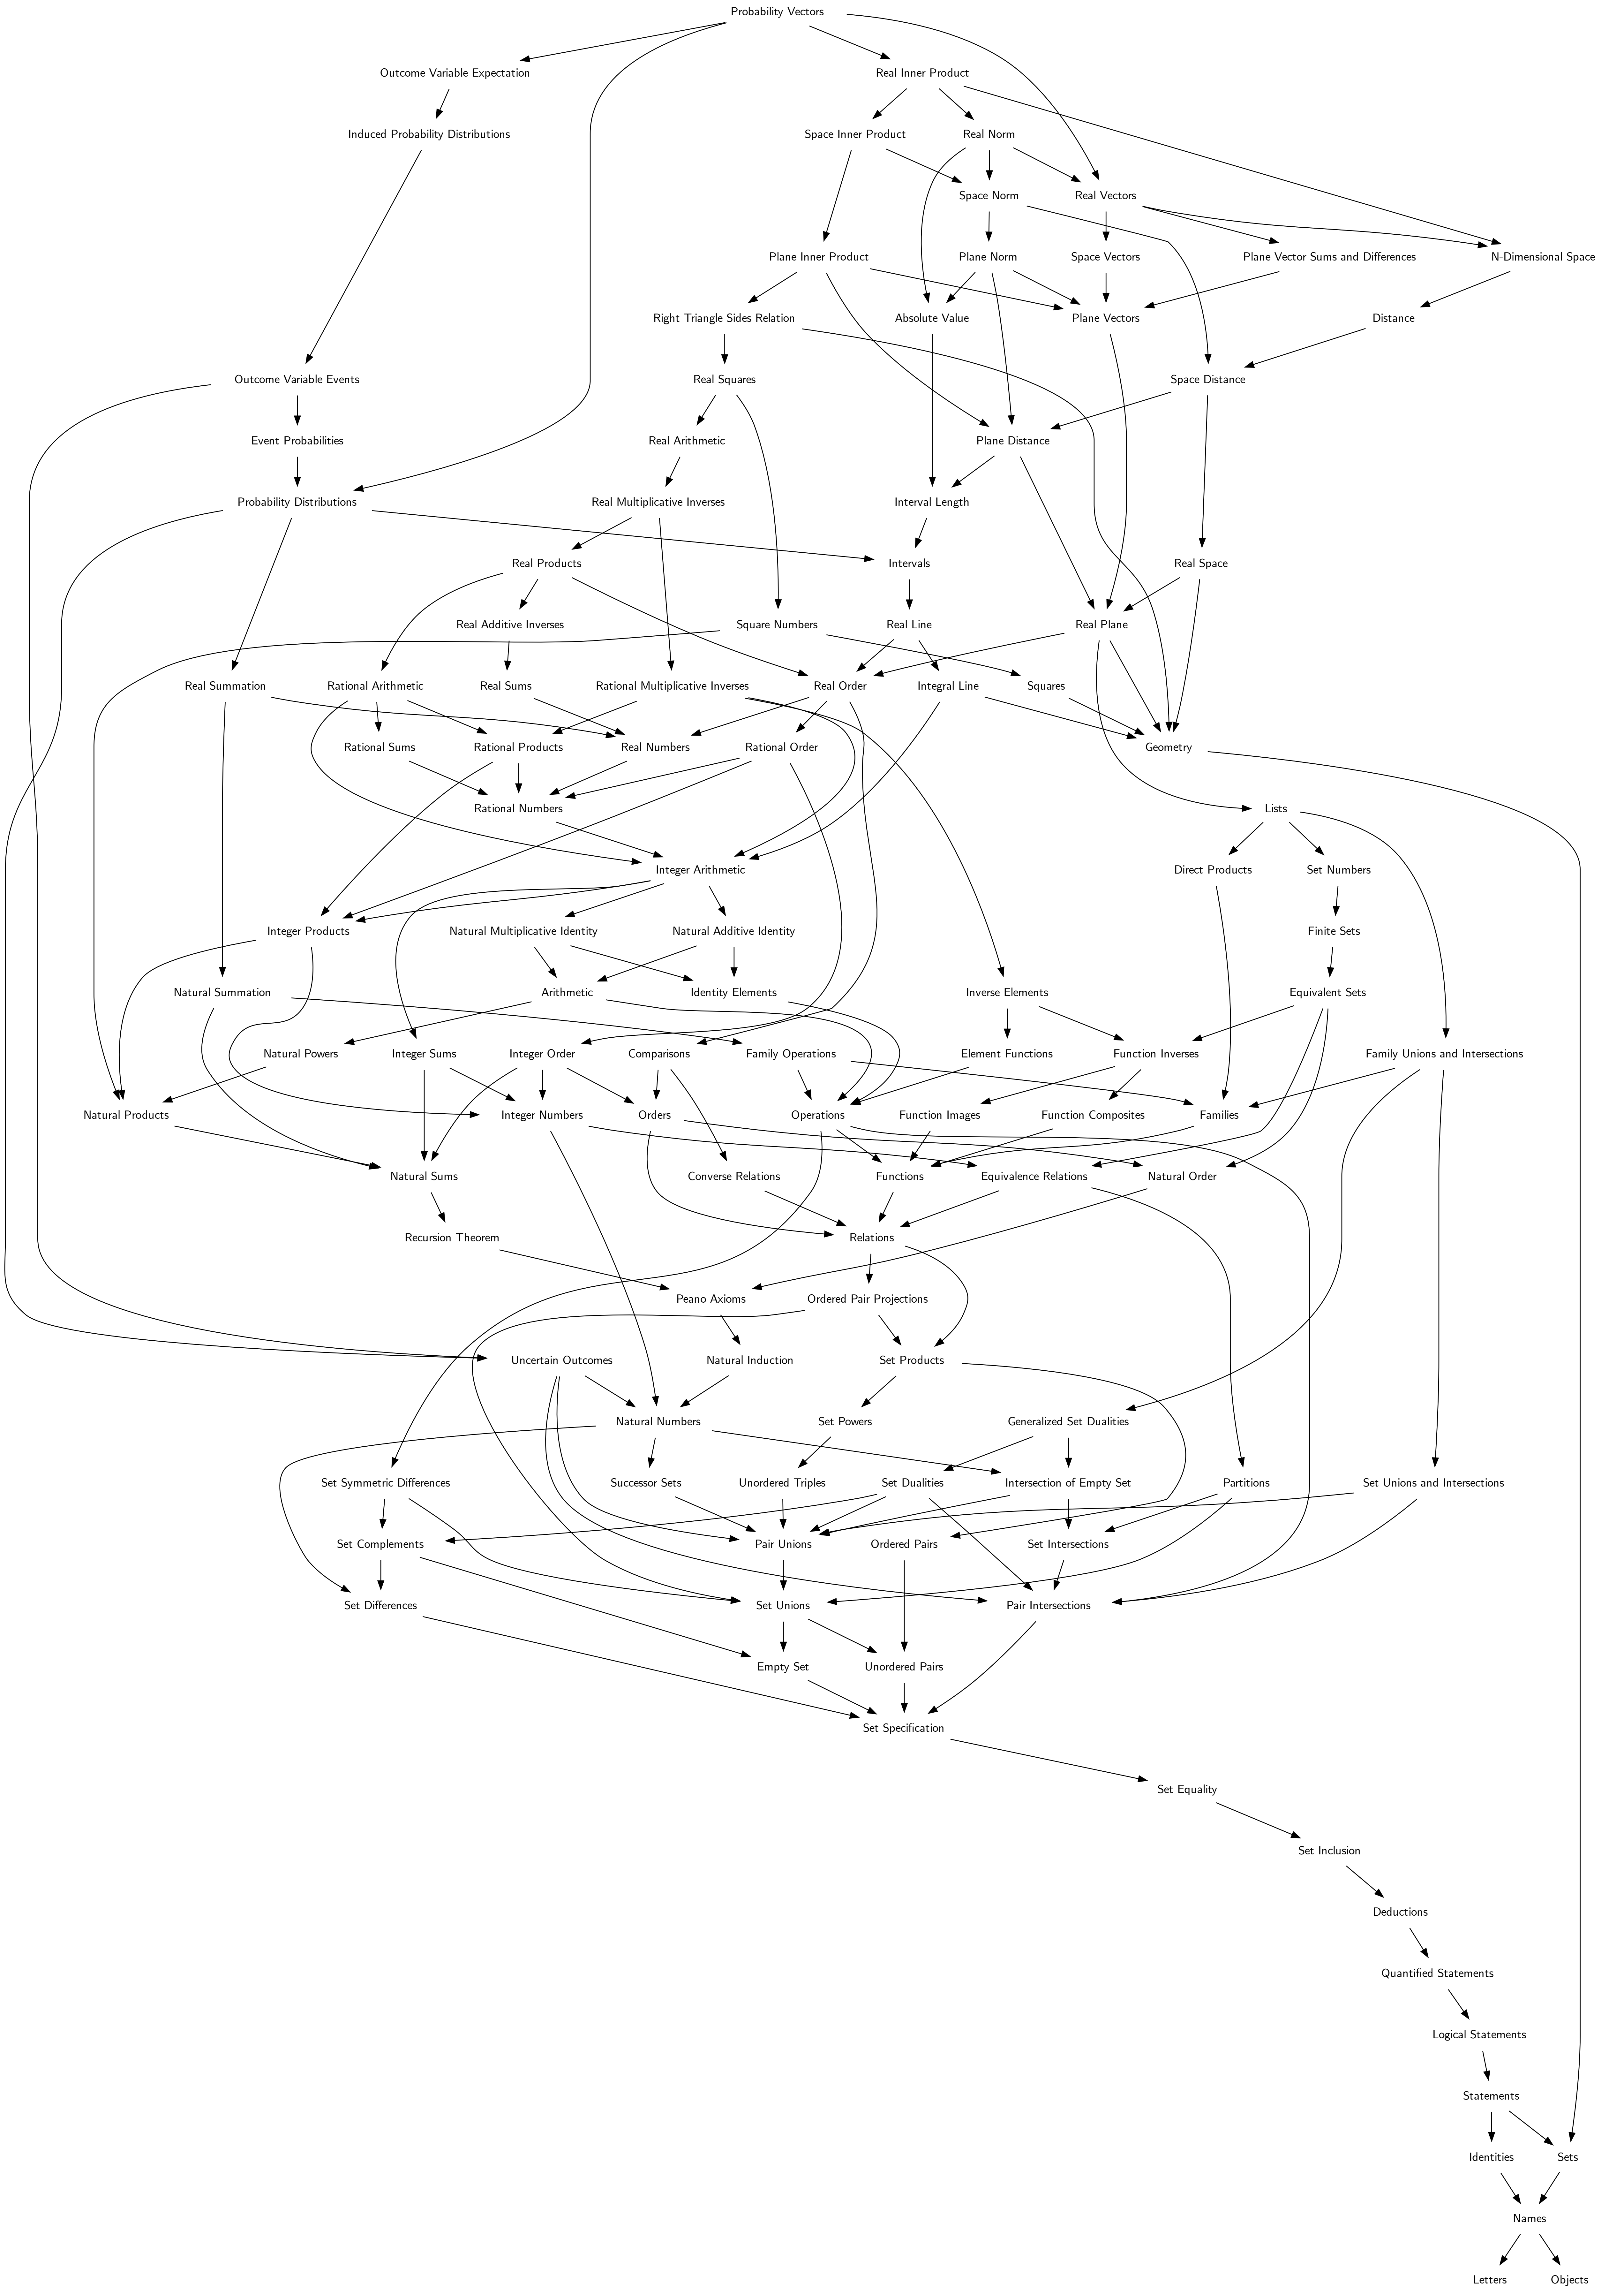 Probability Vectors
Outcome Variable Expectation
Real Inner Product
Induced Probability Distributions
Space Inner Product
Real Norm
Space Norm
Real Vectors
Plane Inner Product
Plane Norm
Space Vectors
Plane Vector Sums and Differences
N-Dimensional Space
Right Triangle Sides Relation
Absolute Value
Plane Vectors
Distance
Outcome Variable Events
Real Squares
Space Distance
Event Probabilities
Real Arithmetic
Plane Distance
Probability Distributions
Real Multiplicative Inverses
Interval Length
Real Products
Intervals
Real Space
Real Additive Inverses
Square Numbers
Real Line
Real Plane
Real Summation
Rational Arithmetic
Real Sums
Rational Multiplicative Inverses
Real Order
Integral Line
Squares
Rational Sums
Rational Products
Real Numbers
Rational Order
Geometry
Rational Numbers
Lists
Integer Arithmetic
Direct Products
Set Numbers
Integer Products
Natural Multiplicative Identity
Natural Additive Identity
Finite Sets
Natural Summation
Arithmetic
Identity Elements
Inverse Elements
Equivalent Sets
Natural Powers
Integer Sums
Integer Order
Comparisons
Family Operations
Element Functions
Function Inverses
Family Unions and Intersections
Natural Products
Integer Numbers
Orders
Operations
Function Images
Function Composites
Families
Natural Sums
Converse Relations
Functions
Equivalence Relations
Natural Order
Recursion Theorem
Relations
Peano Axioms
Ordered Pair Projections
Uncertain Outcomes
Natural Induction
Set Products
Natural Numbers
Set Powers
Generalized Set Dualities
Set Symmetric Differences
Successor Sets
Unordered Triples
Set Dualities
Intersection of Empty Set
Partitions
Set Unions and Intersections
Set Complements
Pair Unions
Ordered Pairs
Set Intersections
Set Differences
Set Unions
Pair Intersections
Empty Set
Unordered Pairs
Set Specification
Set Equality
Set Inclusion
Deductions
Quantified Statements
Logical Statements
Statements
Identities
Sets
Names
Letters
Objects